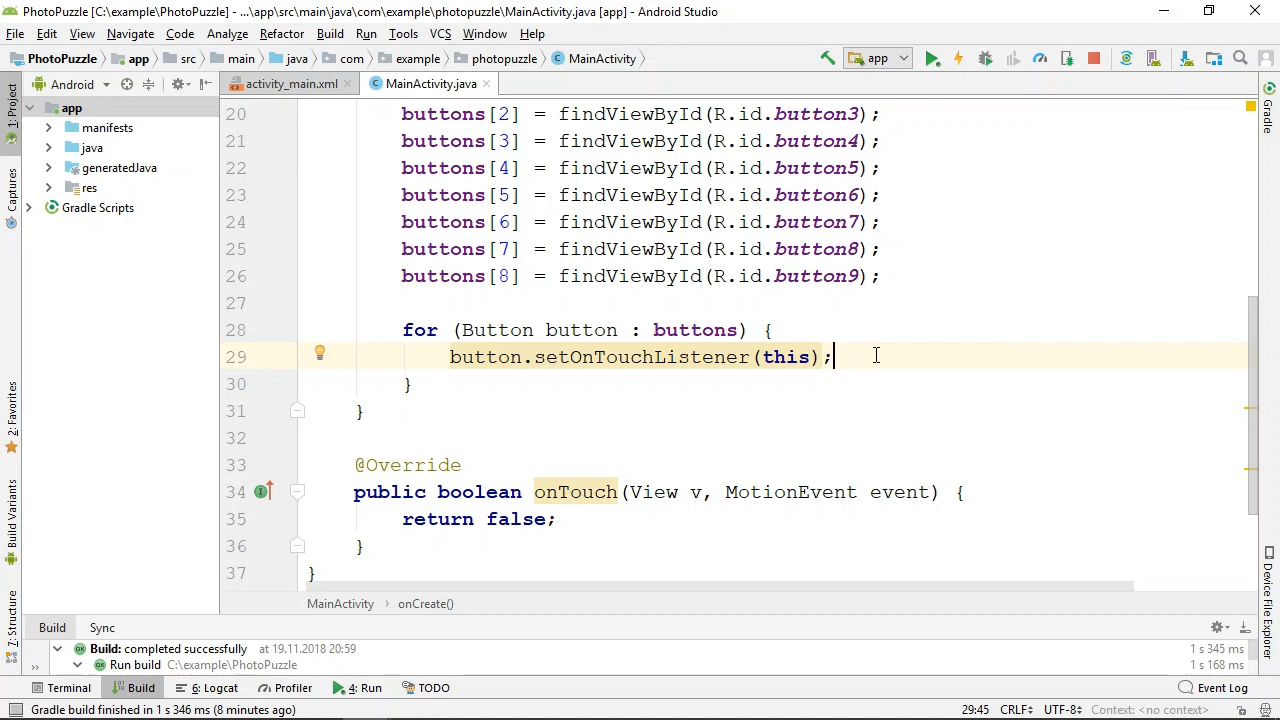 PhotoPuzzle [C:\example\PhotoPuzzle] - ...\app\src\main\java\com\example\photopuzzle\MainActivity.java [app] - Android Studio
File Edit View Navigate Code Analyze Refactor Build Run Tools VCS Window Help
PhotoPuzzle app src main java com example photopuzzle MainActivity app
Android activity_main.xml MainActivity.java
1: Project
Captures
2: Favorites
Build Variants
7: Structure
app
manifests
java
generatedJava
res
Gradle Scripts
20 buttons[2] = findViewById(R.id.button3);
21 buttons[3] = findViewById(R.id.button4);
22 buttons[4] = findViewById(R.id.button5);
23 buttons[5] = findViewById(R.id.button6);
24 buttons[6] = findViewById(R.id.button7);
25 buttons[7] = findViewById(R.id.button8);
26 buttons[8] = findViewById(R.id.button9);
27
28 for (Button button : buttons) {
29 button.setOnTouchListener(this);
30 }
31 }
32
33 @Override
34 public boolean onTouch(View v, MotionEvent event) {
35 return false;
36 }
37 }
Gradle
Device File Explorer
MainActivity onCreate()
Build Sync
Build: completed successfully at 19.11.2018 20:59 1 s 345 ms
Run build C:\example\PhotoPuzzle 1 s 168 ms
Terminal Build 6: Logcat Profiler 4: Run TODO Event Log
Gradle build finished in 1 s 346 ms (8 minutes ago) 29:45 CRLF÷ UTF-8÷ Context: <no context>